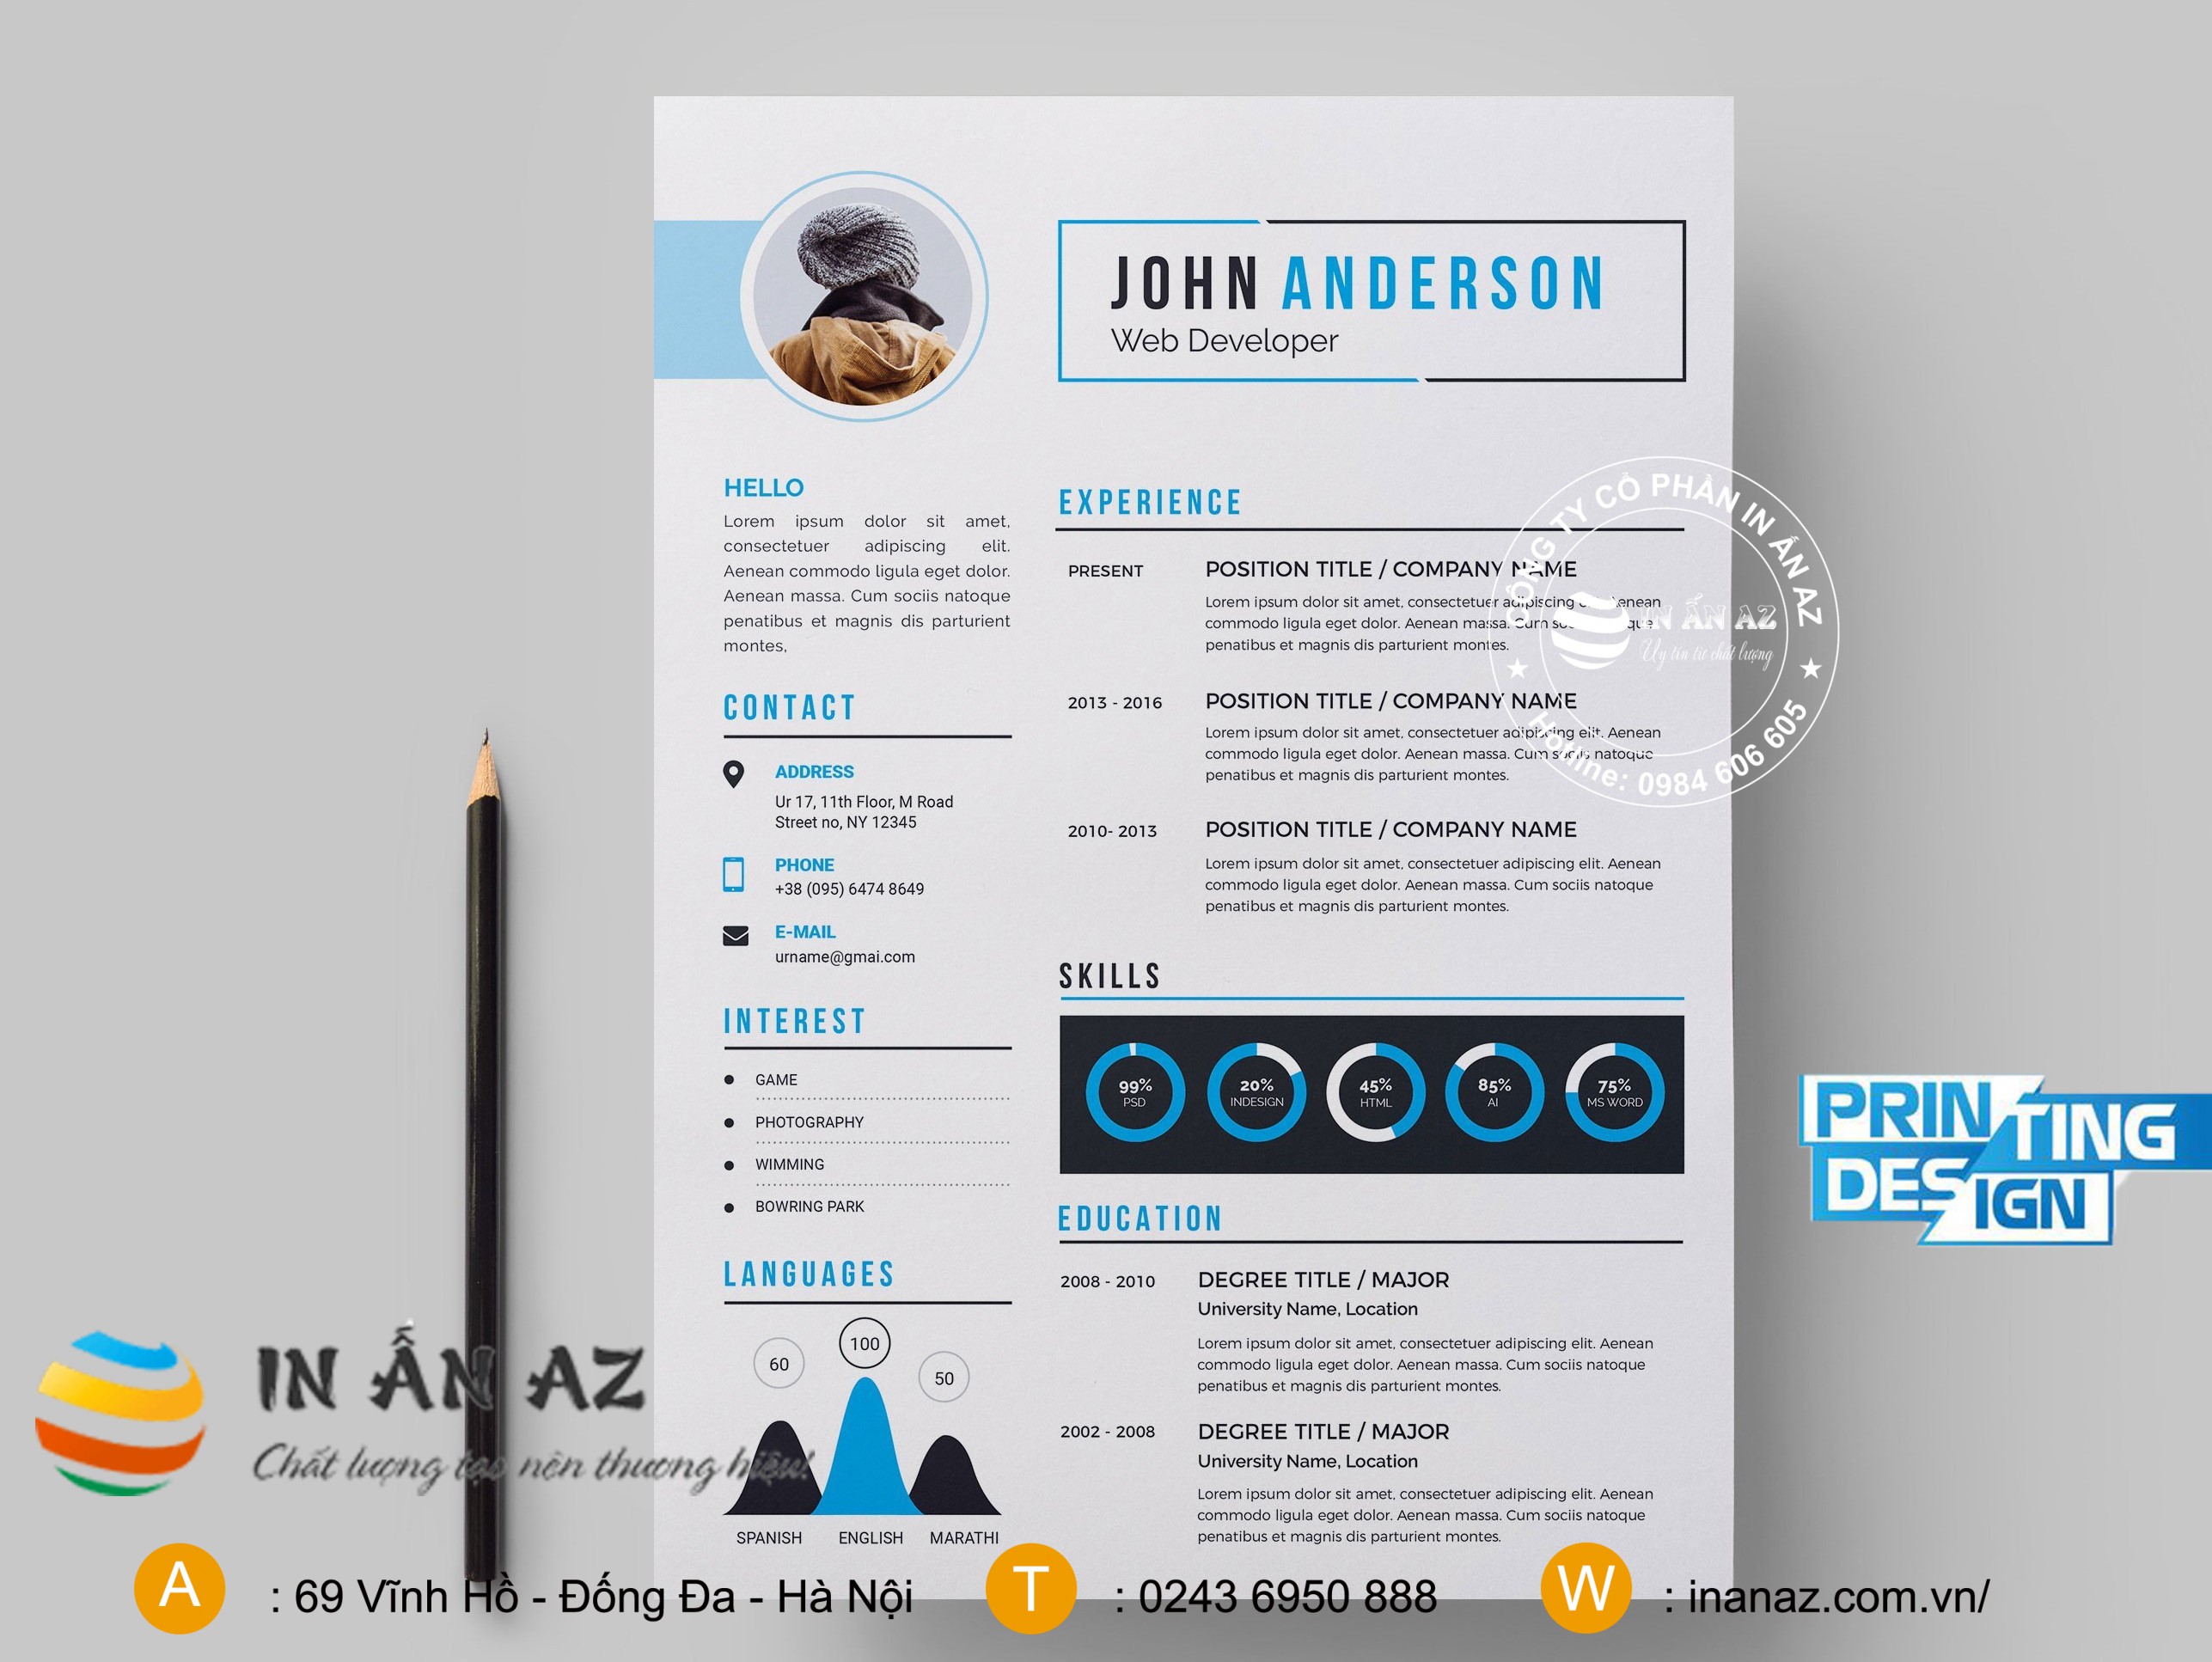 JOHN ANDERSON
Web Developer
HELLO
Lorem ipsum dolor sit amet,
consectetuer adipiscing elit.
Aenean commodo ligula eget dolor.
Aenean massa. Cum sociis natoque
penatibus et magnis dis parturient
montes,
CONTACT
ADDRESS
Ur 17, 11th Floor, M Road
Street no, NY 12345
PHONE
+38 (095) 6474 8649
E-MAIL
urname@gmai.com
INTEREST
GAME
PHOTOGRAPHY
WIMMING
BOWRING PARK
LANGUAGES
60
100
50
SPANISH ENGLISH MARATHI
EXPERIENCE
PRESENT
POSITION TITLE / COMPANY NAME
Lorem ipsum dolor sit amet, consectetuer adipiscing Aenean
commodo ligula eget dolor. Aenean massa. Cum
penatibus et magnis dis parturient montes.
2013 - 2016
POSITION TITLE / COMPANY NAME
Lorem ipsum dolor sit amet, consectetuer adipiscing elit. Aenean
commodo ligula eget dolor. Aenean massa. Cum sociis natoque
penatibus et magnis dis parturient montes.
2010- 2013
POSITION TITLE / COMPANY NAME
Lorem ipsum dolor sit amet, consectetuer adipiscing elit. Aenean
commodo ligula eget dolor. Aenean massa. Cum sociis natoque
penatibus et magnis dis parturient montes.
SKILLS
99%
PSD
20%
INDESIGN
45%
HTML
85%
AI
75%
MS WORD
EDUCATION
2008 - 2010
DEGREE TITLE / MAJOR
University Name, Location
Lorem ipsum dolor sit amet, consectetuer adipiscing elit. Aenean
commodo ligula eget dolor. Aenean massa. Cum sociis natoque
penatibus et magnis dis parturient montes.
2002 - 2008
DEGREE TITLE / MAJOR
University Name, Location
Lorem ipsum dolor sit amet, consectetuer adipiscing elit. Aenean
commodo ligula eget dolor. Aenean massa. Cum sociis natoque
penatibus et magnis dis parturient montes.
CÔNG TY CỔ PHẦN IN ẤN AZ
IN ẤN AZ
Uy tín từ chất lượng
Hotline: 0984 606 605
PRINTING
DESIGN
IN ẤN AZ
Chất lượng tạo nên thương hiệu!
A : 69 Vĩnh Hồ - Đống Đa - Hà Nội
T : 0243 6950 888
W : inanaz.com.vn/